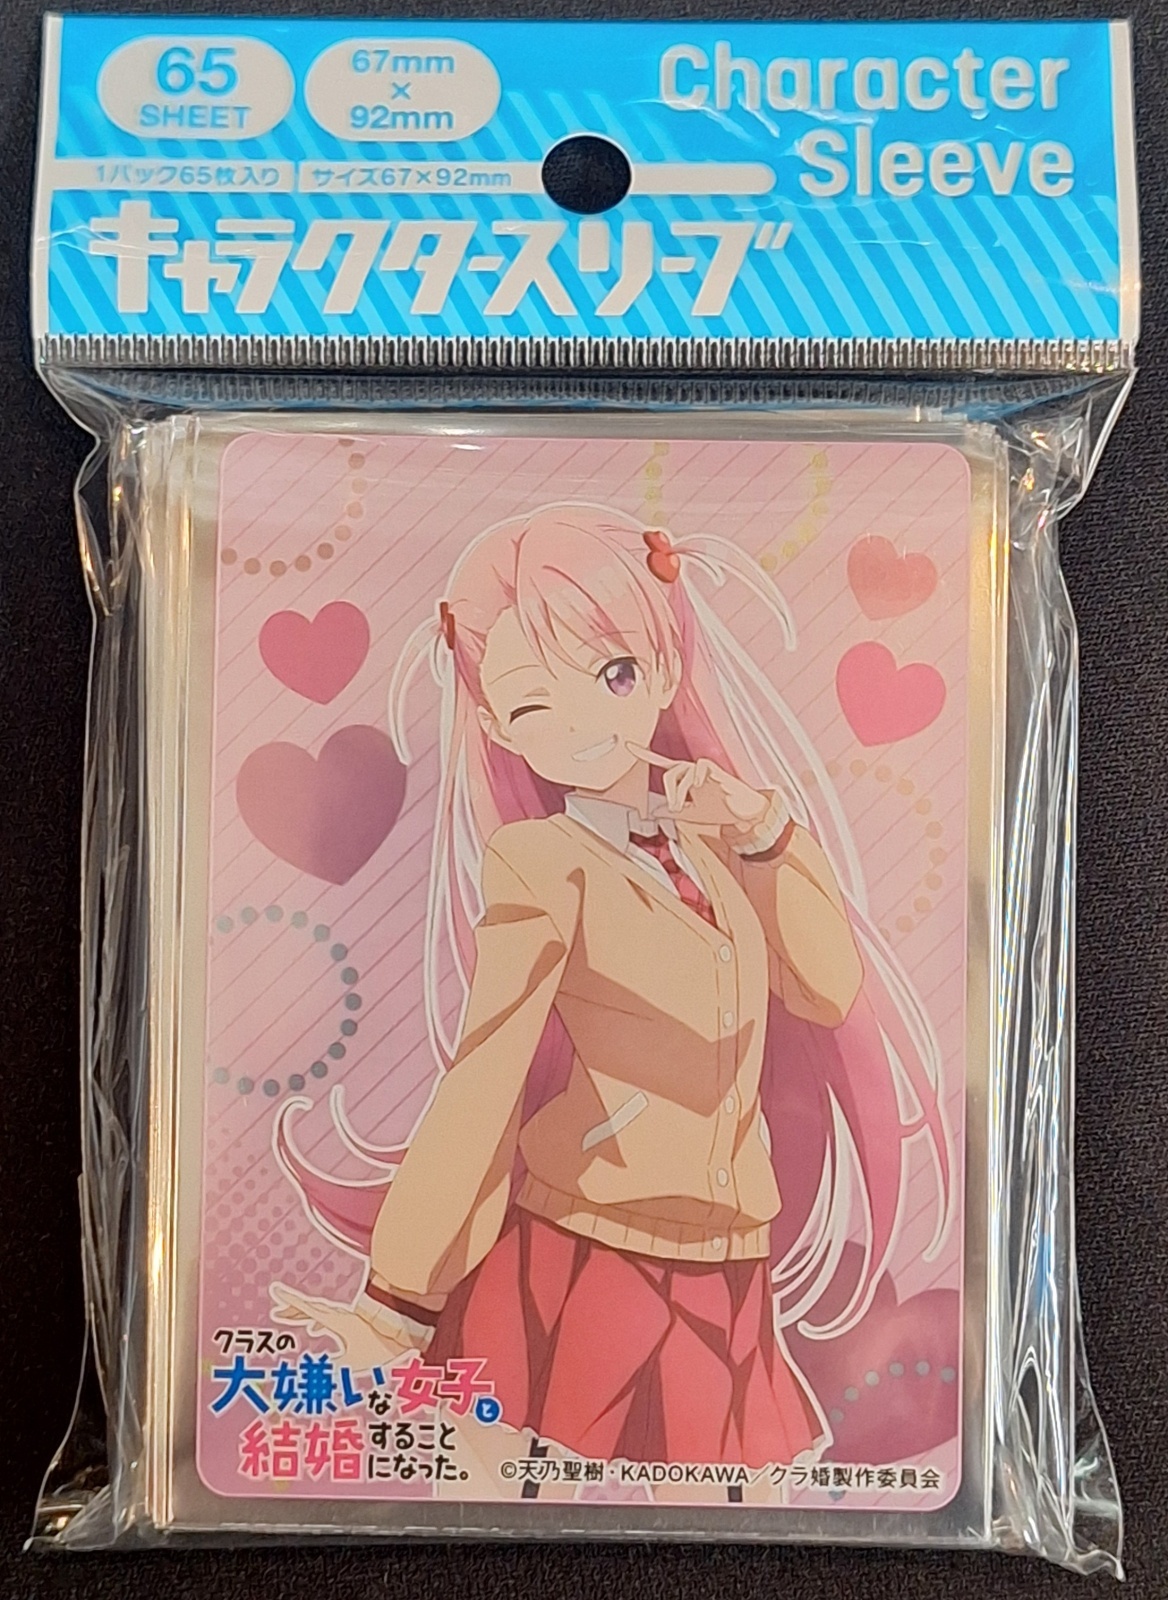 65
SHEET
67mm
×
92mm
Character
Sleeve
1パック65枚入り
サイズ67×92mm
キャラクタースリーブ
クラスの
大嫌いな女子と
結婚すること
になった。
©天乃聖樹・KADOKAWA／クラ婚製作委員会